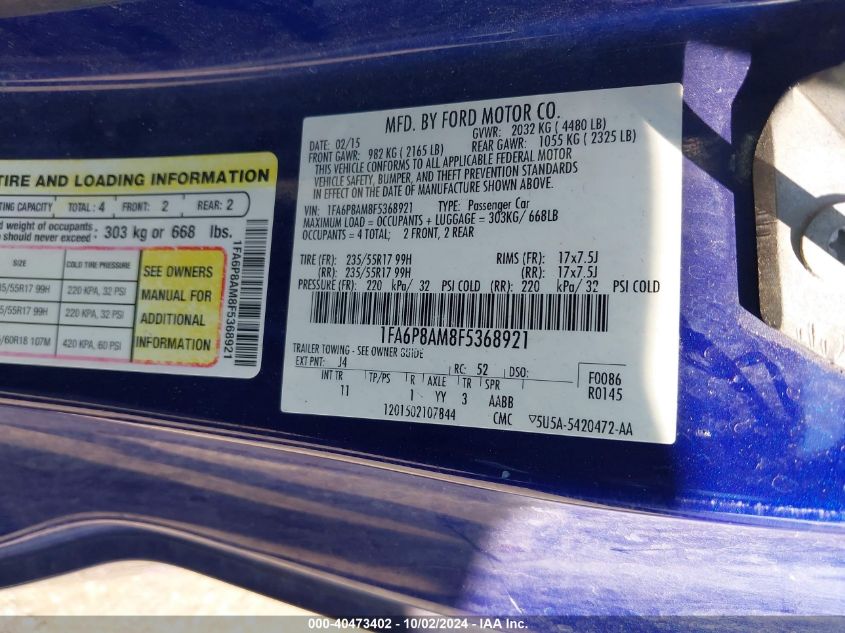 TIRE AND LOADING INFORMATION
TING CAPACITY TOTAL: 4 FRONT: 2 REAR: 2
d weight of occupants
should never exceed: 303 kg or 668 lbs.
SIZE COLD TIRE PRESSURE
5/55R17 99H 220 KPA, 32 PSI
5/55R17 99H 220 KPA, 32 PSI
/60R18 107M 420 KPA, 60 PSI
SEE OWNERS
MANUAL FOR
ADDITIONAL
INFORMATION
1FA6P8AM8F5368921
MFD. BY FORD MOTOR CO.
DATE: 02/15 GVWR: 2032 KG ( 4480 LB)
FRONT GAWR: 982 KG ( 2165 LB) REAR GAWR: 1055 KG ( 2325 LB)
THIS VEHICLE CONFORMS TO ALL APPLICABLE FEDERAL MOTOR
VEHICLE SAFETY, BUMPER, AND THEFT PREVENTION STANDARDS
IN EFFECT ON THE DATE OF MANUFACTURE SHOWN ABOVE.
VIN: 1FA6P8AM8F5368921 TYPE: Passenger Car
MAXIMUM LOAD = OCCUPANTS + LUGGAGE = 303KG/ 668LB
OCCUPANTS = 4 TOTAL: 2 FRONT, 2 REAR
TIRE (FR): 235/55R17 99H RIMS (FR): 17x7.5J
(RR): 235/55R17 99H (RR): 17x7.5J
PRESSURE (FR): 220 kPa/ 32 PSI COLD (RR): 220 kPa/ 32 PSI COLD
1FA6P8AM8F5368921
TRAILER TOWING - SEE OWNER GUIDE
EXT PNT: J4 RC: 52 DSO: F0086
R0145
INT TR TP/PS R AXLE TR SPR
11 1 YY 3 AABB
1201502107844 CMC 5U5A-5420472-AA
000-40473402 - 10/02/2024 - IAA Inc.